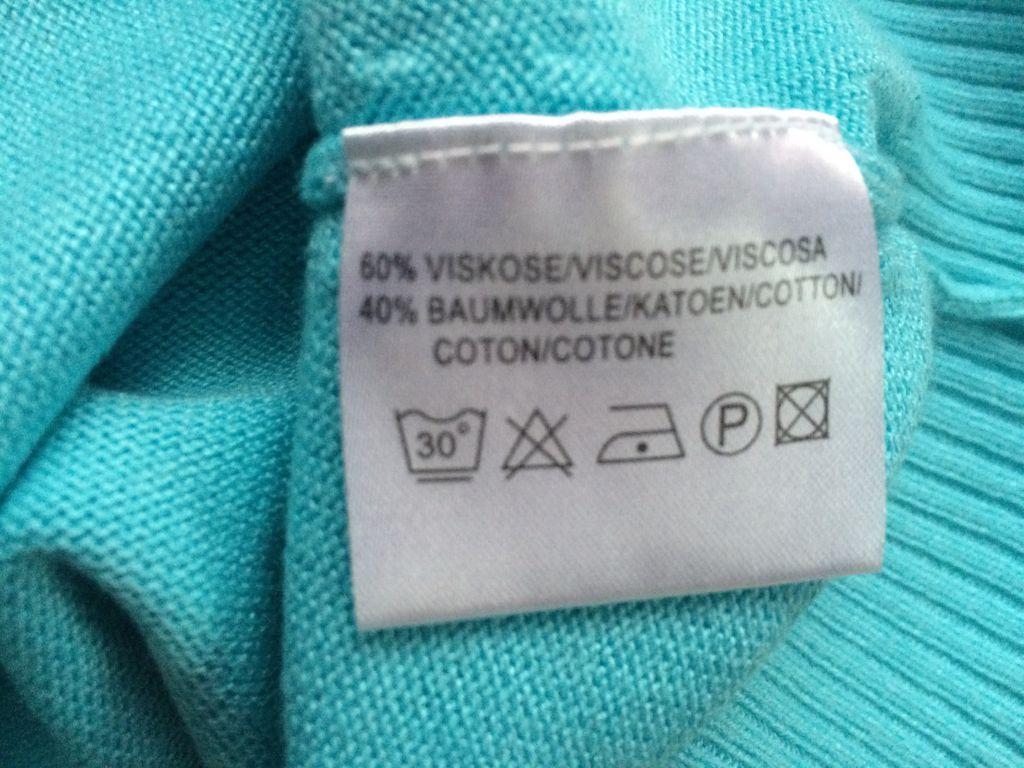 60% VISKOSE/VISCOSE/VISCOSA
40% BAUMWOLLE/KATOEN/COTTON/
COTON/COTONE
30°
P